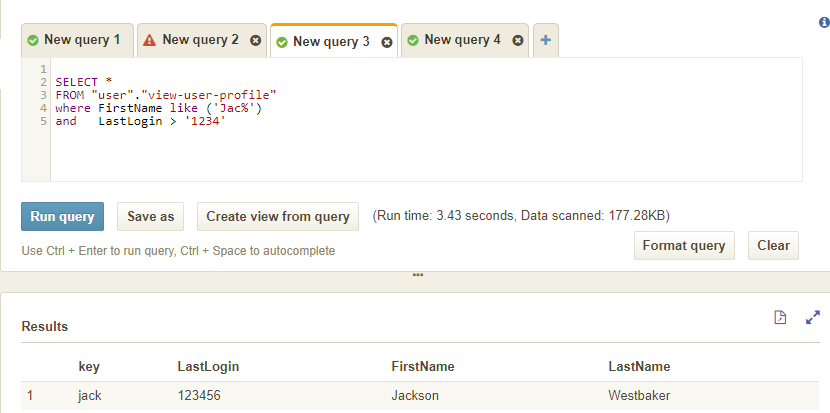 New query 1 New query 2 New query 3 New query 4 +
1
2 SELECT *
3 FROM "user"."view-user-profile"
4 where FirstName like ('Jac%')
5 and   LastLogin > '1234'
Run query Save as Create view from query (Run time: 3.43 seconds, Data scanned: 177.28KB)
Use Ctrl + Enter to run query, Ctrl + Space to autocomplete
Format query Clear
Results
key LastLogin FirstName LastName
1 jack 123456 Jackson Westbaker